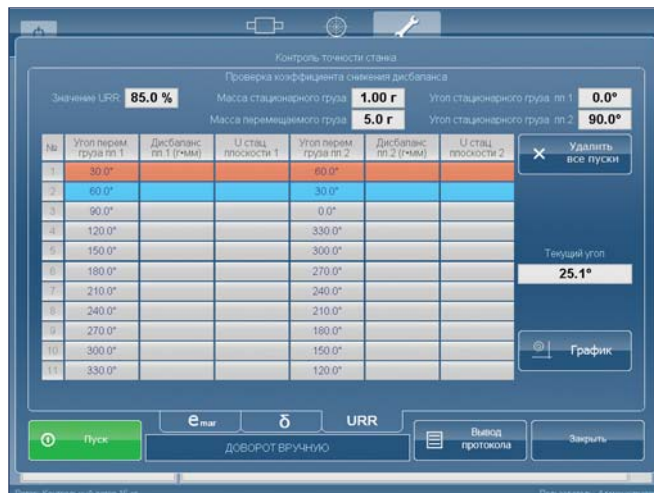 Контроль точности станка
Проверка коэффициента снижения дисбаланса
Значение URR 85.0 % Масса стационарного груза 1.00 г Угол стационарного груза пл.1 0.0°
Масса перемещаемого груза 5.0 г Угол стационарного груза пл.2 90.0°
№ Угол перем. груза пл.1 Дисбаланс пл.1 (г•мм) U стац. плоскости 1 Угол перем. груза пл.2 Дисбаланс пл.2 (г•мм) U стац. плоскости 2
1 30.0° 60.0°
2 60.0° 30.0°
3 90.0° 0.0°
4 120.0° 330.0°
5 150.0° 300.0°
6 180.0° 270.0°
7 210.0° 240.0°
8 240.0° 210.0°
9 270.0° 180.0°
10 300.0° 150.0°
11 330.0° 120.0°
Удалить
все пуски
Текущий угол
25.1°
График
eмаг δ URR
Пуск
ДОВОРОТ ВРУЧНУЮ
Вывод
протокола
Закрыть